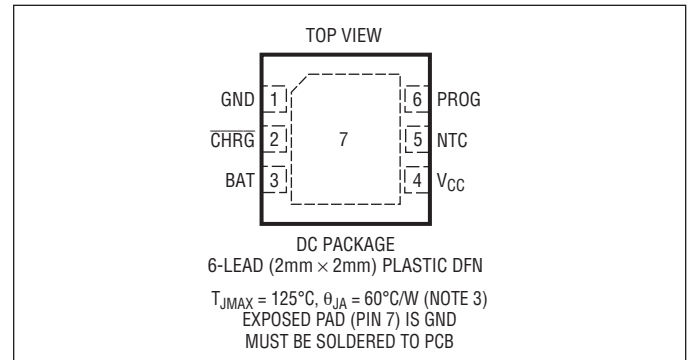 TOP VIEW
GND 1 6 PROG
CHRG 2 7 5 NTC
BAT 3 4 VCC
DC PACKAGE
6-LEAD (2mm × 2mm) PLASTIC DFN
TJMAX = 125°C, θJA = 60°C/W (NOTE 3)
EXPOSED PAD (PIN 7) IS GND
MUST BE SOLDERED TO PCB